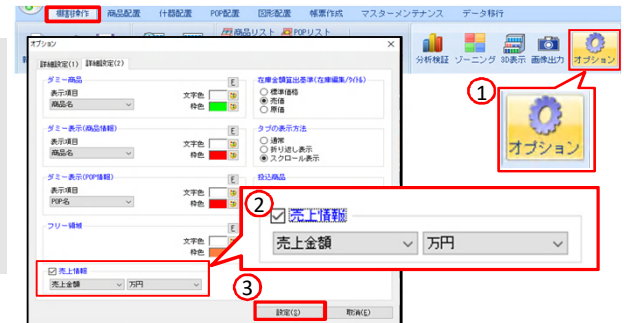 棚割操作 商品配置 什器配置 POP配置 図形配置 帳票作成 マスターメンテナンス データ移行
商品リスト POPリスト
分析検証 ゾーニング 3D表示 画像出力 オプション
オプション
詳細設定(1) 詳細設定(2)
ダミー商品 E
表示項目
商品名
文字色
枠色
在庫金額算出基準(在庫編集/ﾗｲﾄﾙ)
標準価格
売価
原価
ダミー表示(商品情報) E
表示項目
商品名
文字色
枠色
タブの表示方法
通常
折り返し表示
スクロール表示
ダミー表示(POP情報) E
表示項目
POP名
文字色
枠色
投込商品
フリー領域 E
文字色
枠色
売上情報
売上金額 万円
設定(S) 取消(E)
①
オプション
②
売上情報
売上金額 万円
③